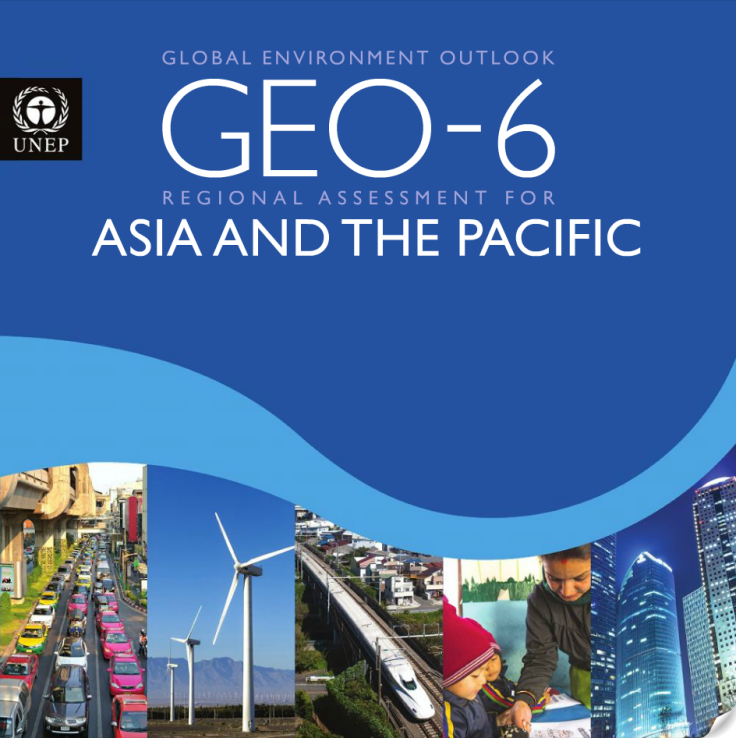 GLOBAL ENVIRONMENT OUTLOOK
GEO-6
UNEP
REGIONAL ASSESSMENT FOR
ASIA AND THE PACIFIC